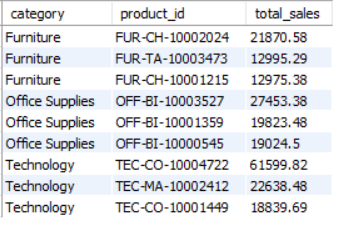 category product_id total_sales
Furniture FUR-CH-10002024 21870.58
Furniture FUR-TA-10003473 12995.29
Furniture FUR-CH-10001215 12975.38
Office Supplies OFF-BI-10003527 27453.38
Office Supplies OFF-BI-10001359 19823.48
Office Supplies OFF-BI-10000545 19024.5
Technology TEC-CO-10004722 61599.82
Technology TEC-MA-10002412 22638.48
Technology TEC-CO-10001449 18839.69